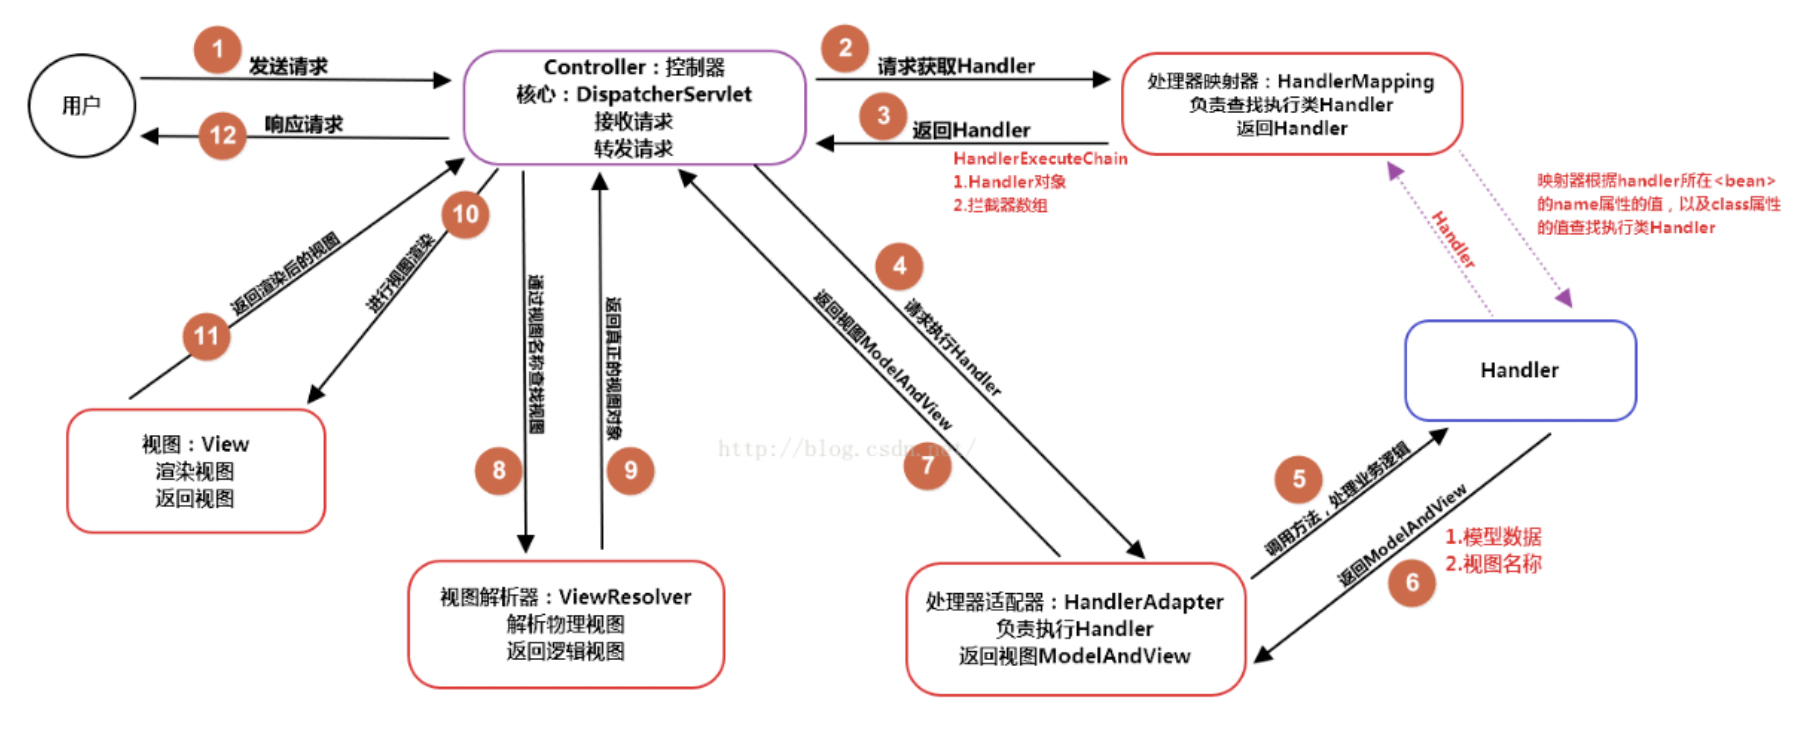 用户
1
发送请求
12
响应请求
Controller：控制器
核心：DispatcherServlet
接收请求
转发请求
2
请求获取Handler
3
返回Handler
HandlerExecuteChain
1.Handler对象
2.拦截器数组
处理器映射器：HandlerMapping
负责查找执行类Handler
返回Handler
映射器根据handler所在<bean>
的name属性的值，以及class属性
的值查找执行类Handler
Handler
Handler
4
请求执行Handler
5
调用方法，处理业务逻辑
6
返回ModelAndView
1.模型数据
2.视图名称
7
返回视图ModelAndView
处理器适配器：HandlerAdapter
负责执行Handler
返回视图ModelAndView
8
通过视图名称查找视图
9
返回真正的视图对象
视图解析器：ViewResolver
解析物理视图
返回逻辑视图
10
进行视图渲染
11
返回渲染后的视图
视图：View
渲染视图
返回视图
http://blog.csdn.net/